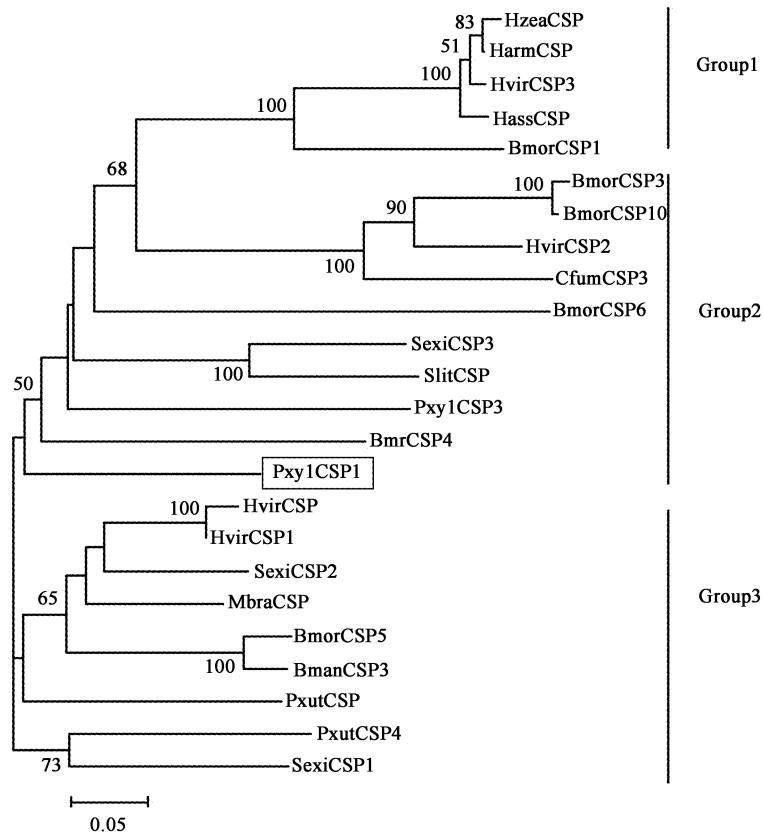 83
HzeaCSP
51
HarmCSP
Group1
100
HvirCSP3
100
HassCSP
BmorCSP1
68
100
BmorCSP3
90
BmorCSP10
HvirCSP2
100
CfumCSP3
BmorCSP6
Group2
SexiCSP3
100
SlitCSP
50
Pxy1CSP3
BmrCSP4
Pxy1CSP1
100
HvirCSP
HvirCSP1
SexiCSP2
65
MbraCSP
Group3
BmorCSP5
100
BmanCSP3
PxutCSP
PxutCSP4
73
SexiCSP1
0.05